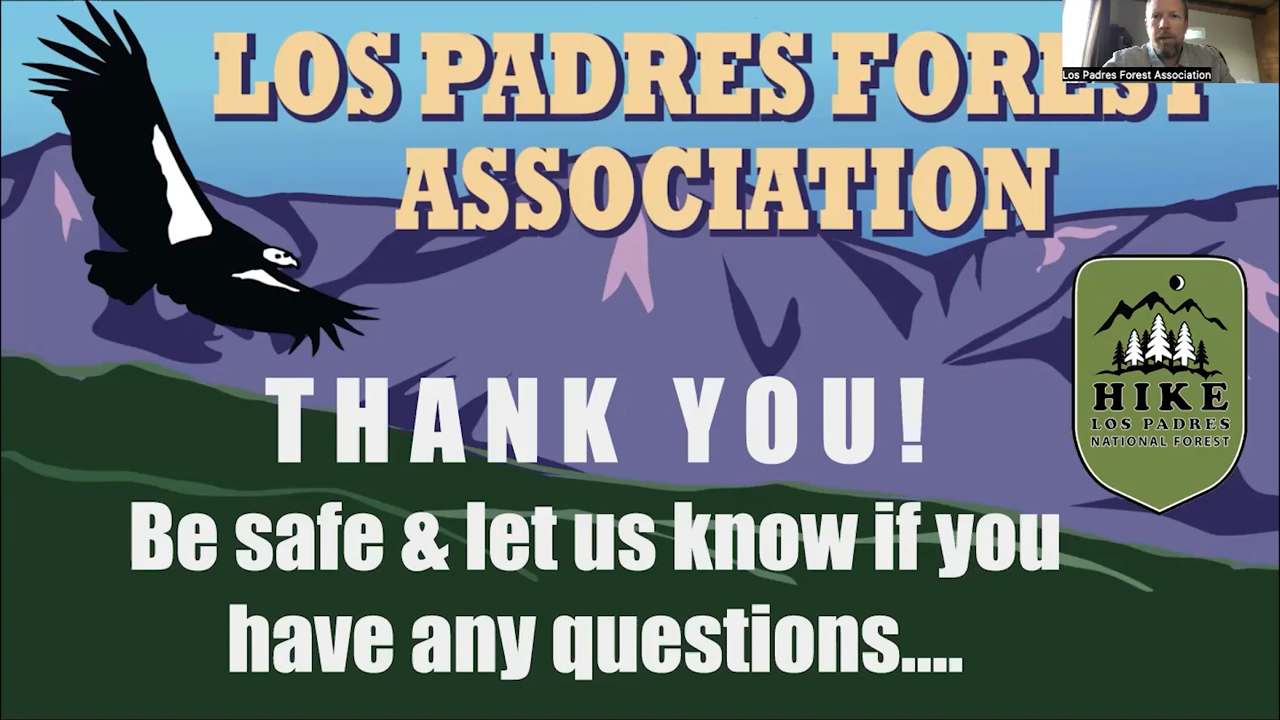 LOS PADRES FOREST
ASSOCIATION
Los Padres Forest Association
HIKE
LOS PADRES
NATIONAL FOREST
THANK YOU!
Be safe & let us know if you
have any questions....